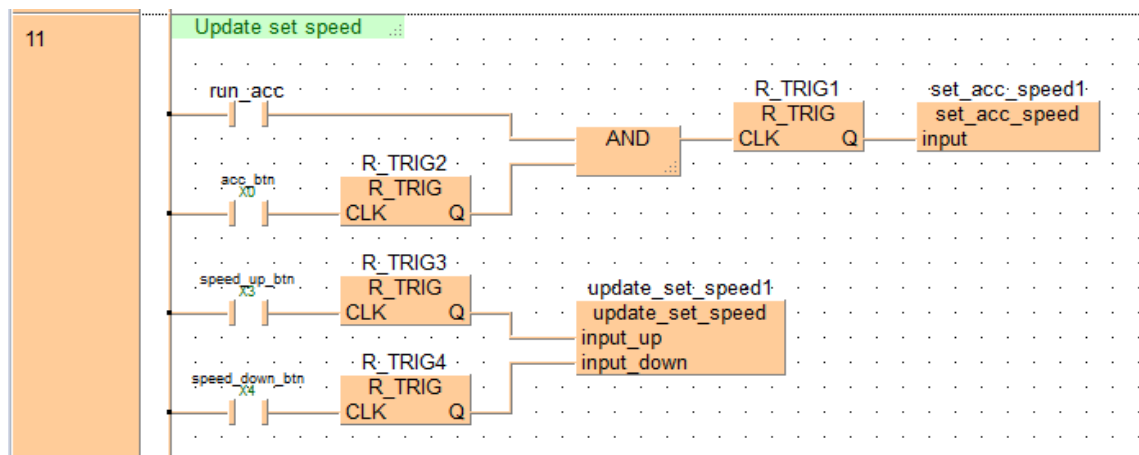 11
Update set speed
run_acc
R_TRIG1
set_acc_speed1
R_TRIG
set_acc_speed
AND
CLK
Q
input
acc_btn
X0
R_TRIG2
R_TRIG
CLK
Q
speed_up_btn
X3
R_TRIG3
R_TRIG
CLK
Q
update_set_speed1
update_set_speed
input_up
input_down
speed_down_btn
X4
R_TRIG4
R_TRIG
CLK
Q